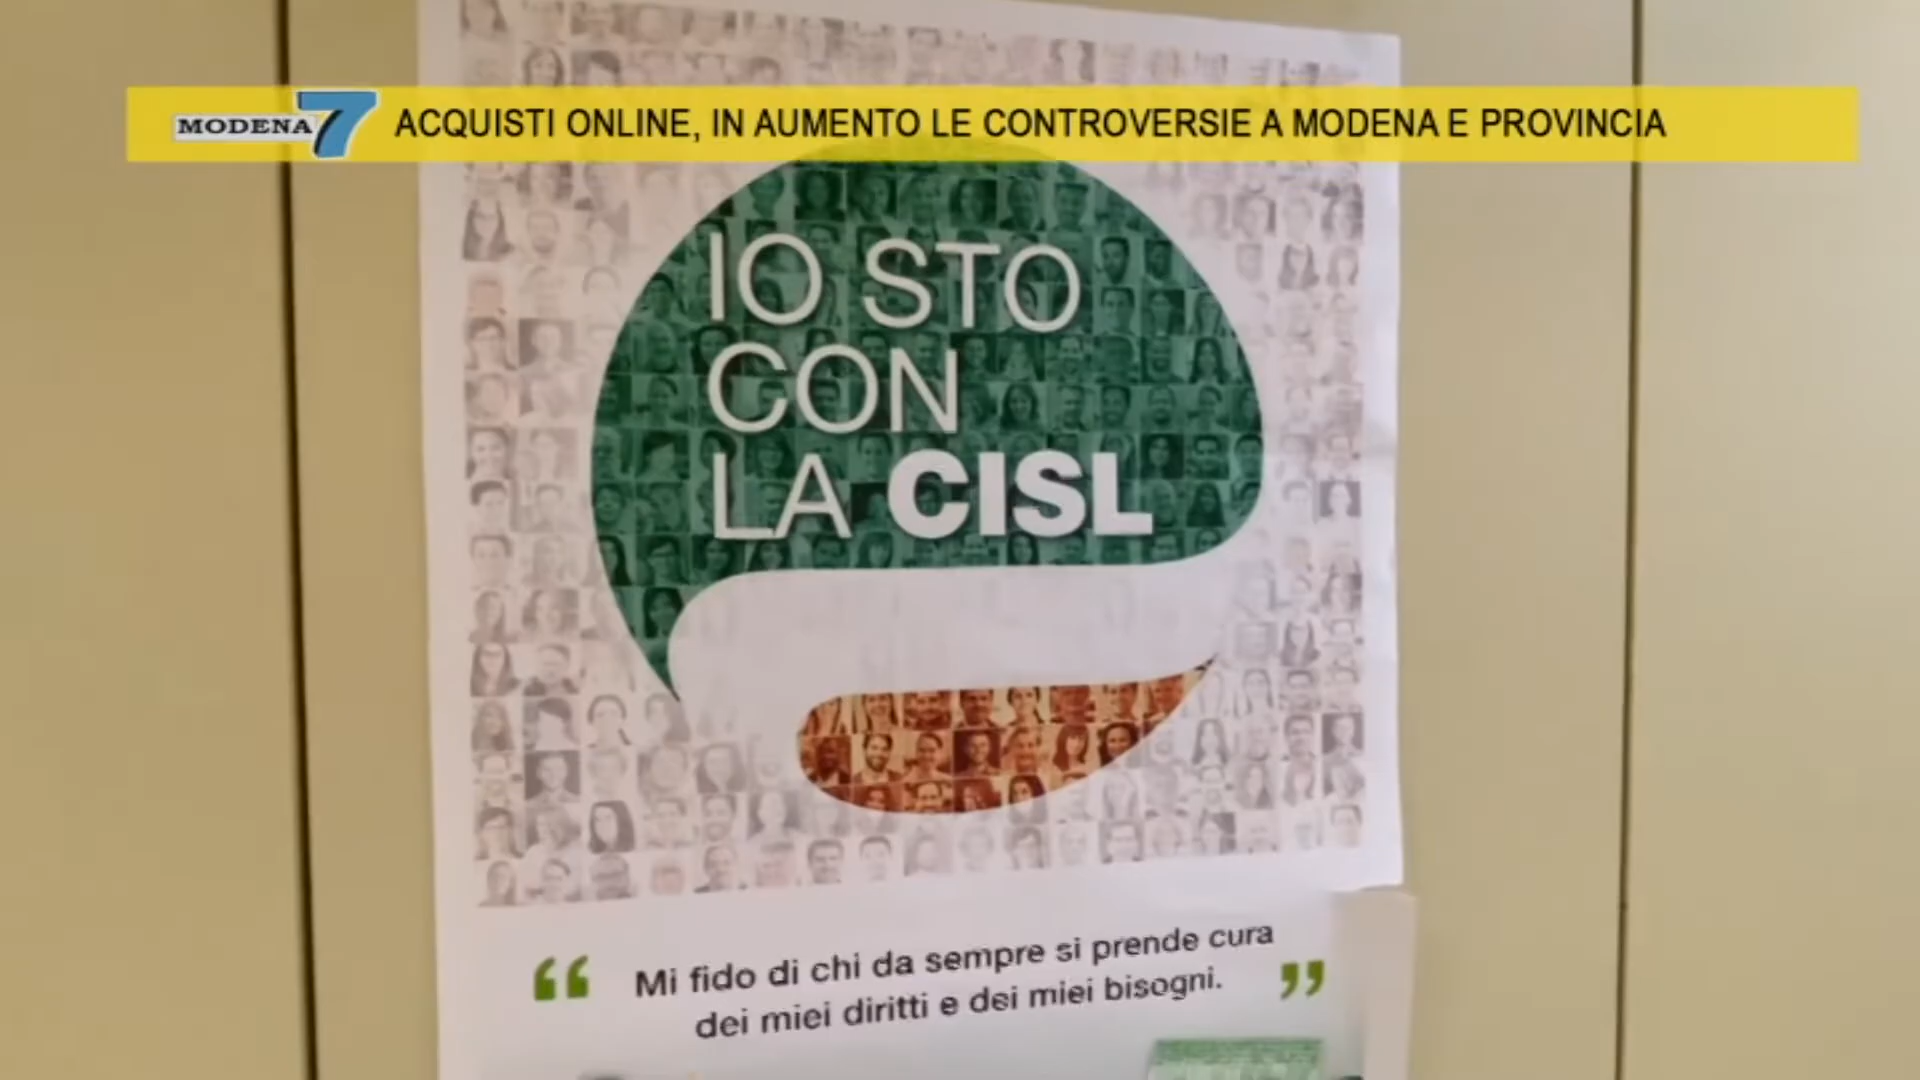 MODENA 7 ACQUISTI ONLINE, IN AUMENTO LE CONTROVERSIE A MODENA E PROVINCIA
IO STO
CON
LA CISL
“ Mi fido di chi da sempre si prende cura
dei miei diritti e dei miei bisogni. ”